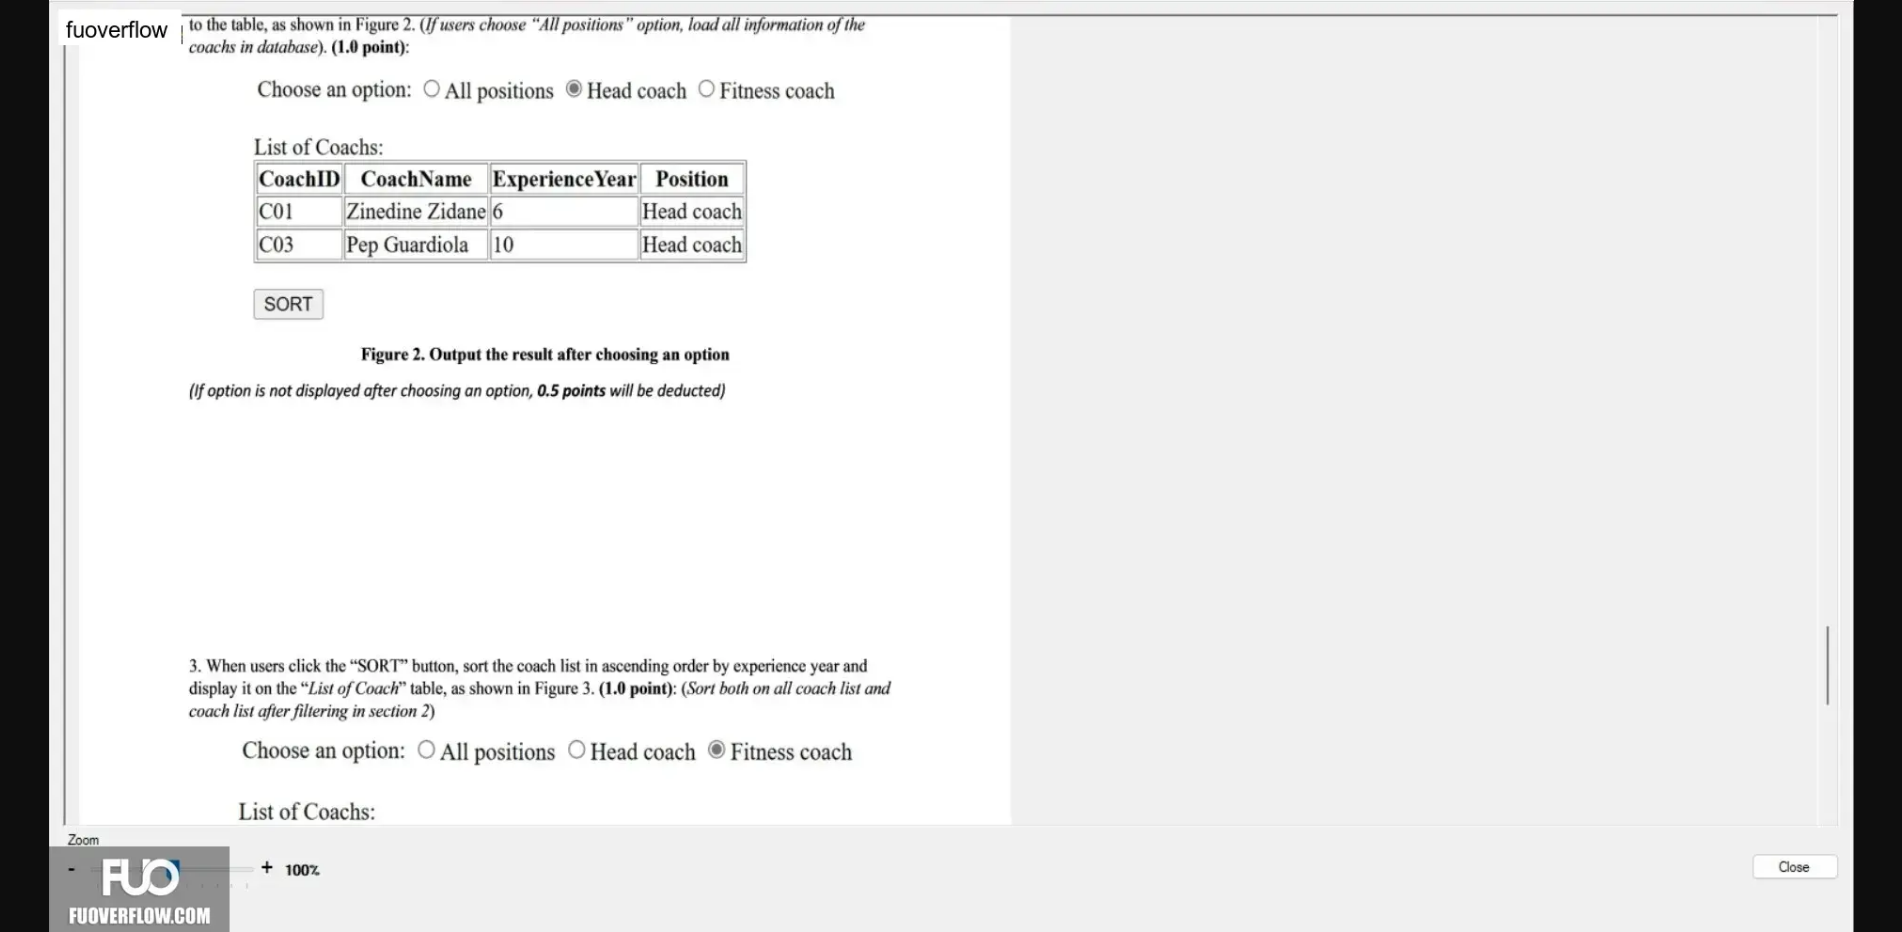 fuoverflow
to the table, as shown in Figure 2. (If users choose “All positions” option, load all information of the
coachs in database). (1.0 point):
Choose an option: All positions Head coach Fitness coach
List of Coachs:
CoachID CoachName ExperienceYear Position
C01 Zinedine Zidane 6 Head coach
C03 Pep Guardiola 10 Head coach
SORT
Figure 2. Output the result after choosing an option
(If option is not displayed after choosing an option, 0.5 points will be deducted)
3. When users click the “SORT” button, sort the coach list in ascending order by experience year and
display it on the “List of Coach” table, as shown in Figure 3. (1.0 point): (Sort both on all coach list and
coach list after filtering in section 2)
Choose an option: All positions Head coach Fitness coach
List of Coachs:
Zoom
- + 100%
Close
FUO
FUOVERFLOW.COM